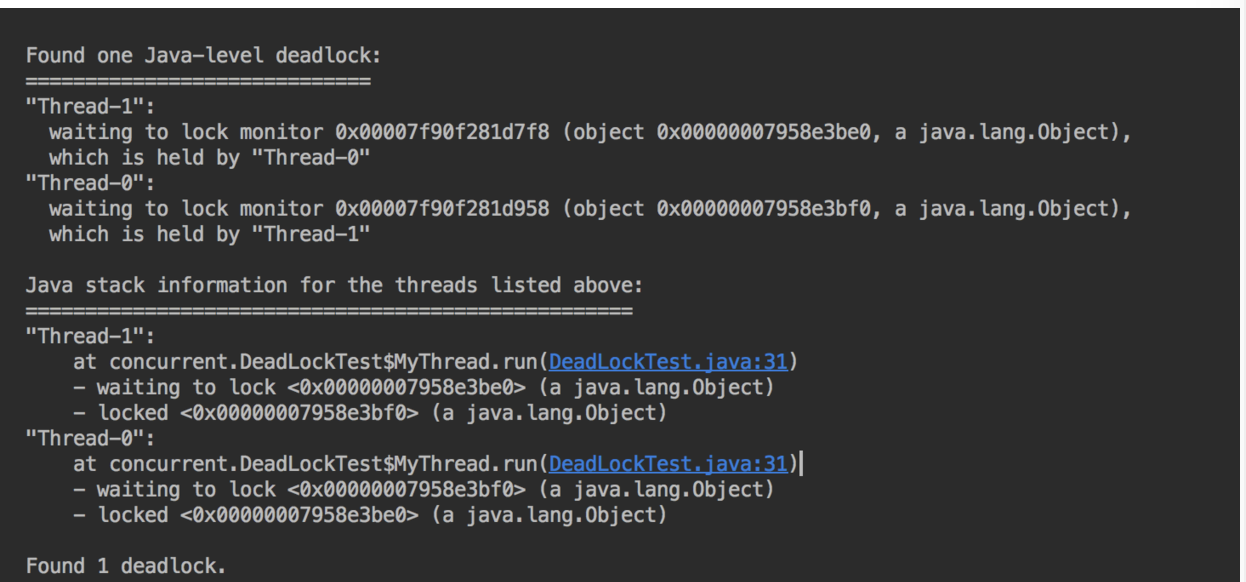 Found one Java-level deadlock:
=============================
"Thread-1":
  waiting to lock monitor 0x00007f90f281d7f8 (object 0x00000007958e3be0, a java.lang.Object),
  which is held by "Thread-0"
"Thread-0":
  waiting to lock monitor 0x00007f90f281d958 (object 0x00000007958e3bf0, a java.lang.Object),
  which is held by "Thread-1"

Java stack information for the threads listed above:
===================================================
"Thread-1":
    at concurrent.DeadLockTest$MyThread.run(DeadLockTest.java:31)
    - waiting to lock <0x00000007958e3be0> (a java.lang.Object)
    - locked <0x00000007958e3bf0> (a java.lang.Object)
"Thread-0":
    at concurrent.DeadLockTest$MyThread.run(DeadLockTest.java:31)
    - waiting to lock <0x00000007958e3bf0> (a java.lang.Object)
    - locked <0x00000007958e3be0> (a java.lang.Object)

Found 1 deadlock.